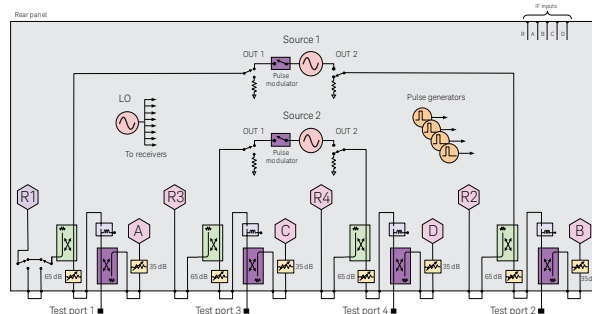 IF inputs
Rear panel
R A B C D
Source 1
OUT 1
OUT 2
Pulse modulator
LO
To receivers
Pulse generators
Source 2
OUT 1
OUT 2
Pulse modulator
R1
A
R3
C
R4
D
R2
B
65 dB
35 dB
65 dB
35 dB
65 dB
35 dB
65 dB
35 dB
Test port 1
Test port 3
Test port 4
Test port 2